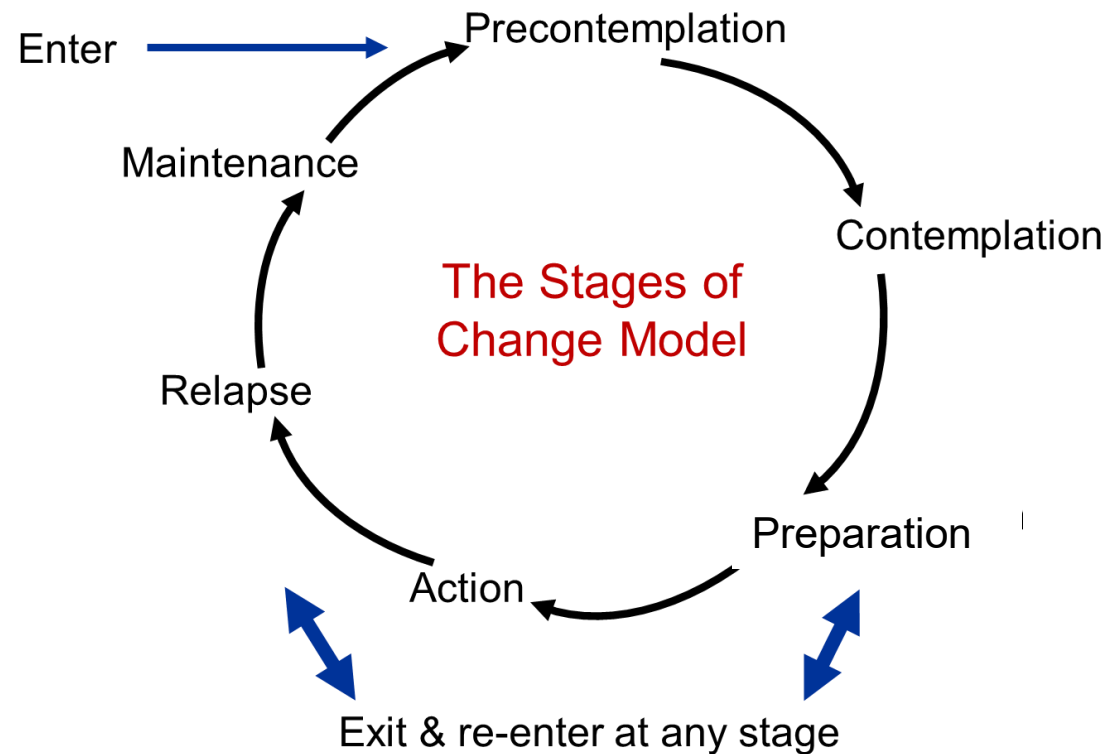 Enter
Precontemplation
Maintenance
Contemplation
The Stages of
Change Model
Relapse
Preparation
Action
Exit & re-enter at any stage